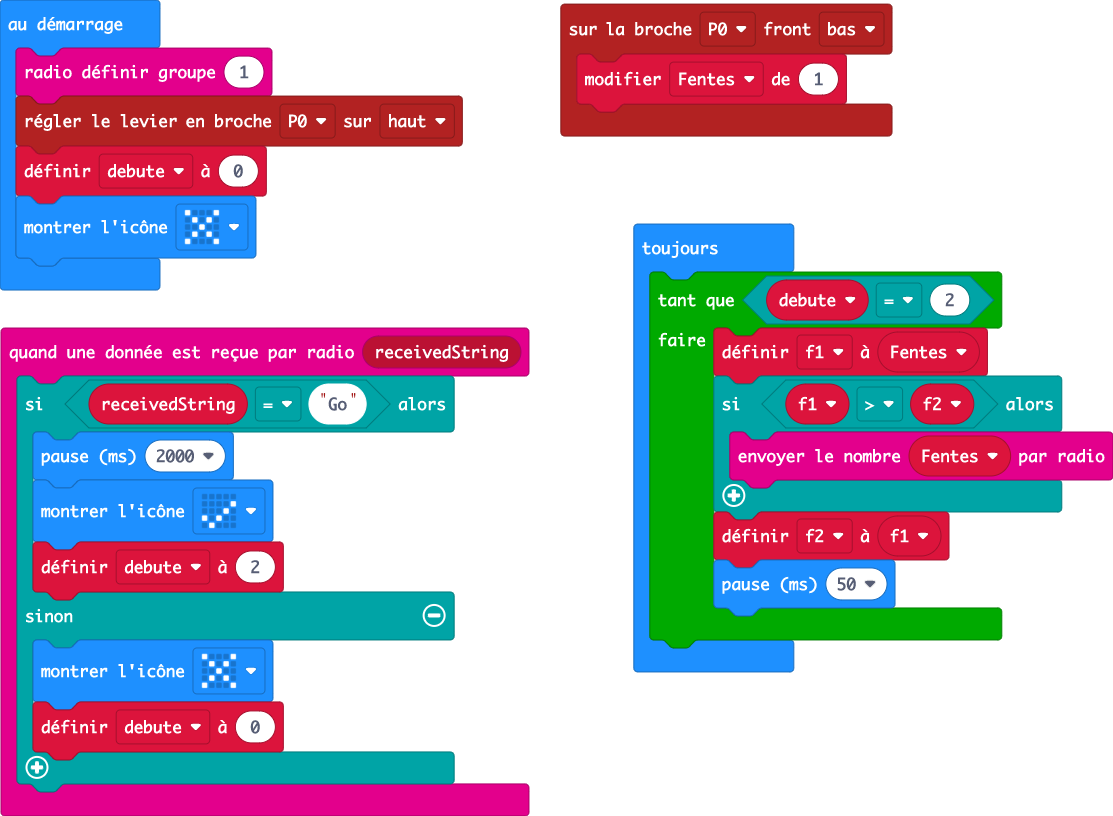 au démarrage
radio définir groupe 1
régler le levier en broche P0 sur haut
définir debute à 0
montrer l'icône
sur la broche P0 front bas
modifier Fentes de 1
quand une donnée est reçue par radio receivedString
si receivedString = "Go" alors
pause (ms) 2000
montrer l'icône
définir debute à 2
sinon
montrer l'icône
définir debute à 0
toujours
tant que debute = 2
faire définir f1 à Fentes
si f1 > f2 alors
envoyer le nombre Fentes par radio
définir f2 à f1
pause (ms) 50